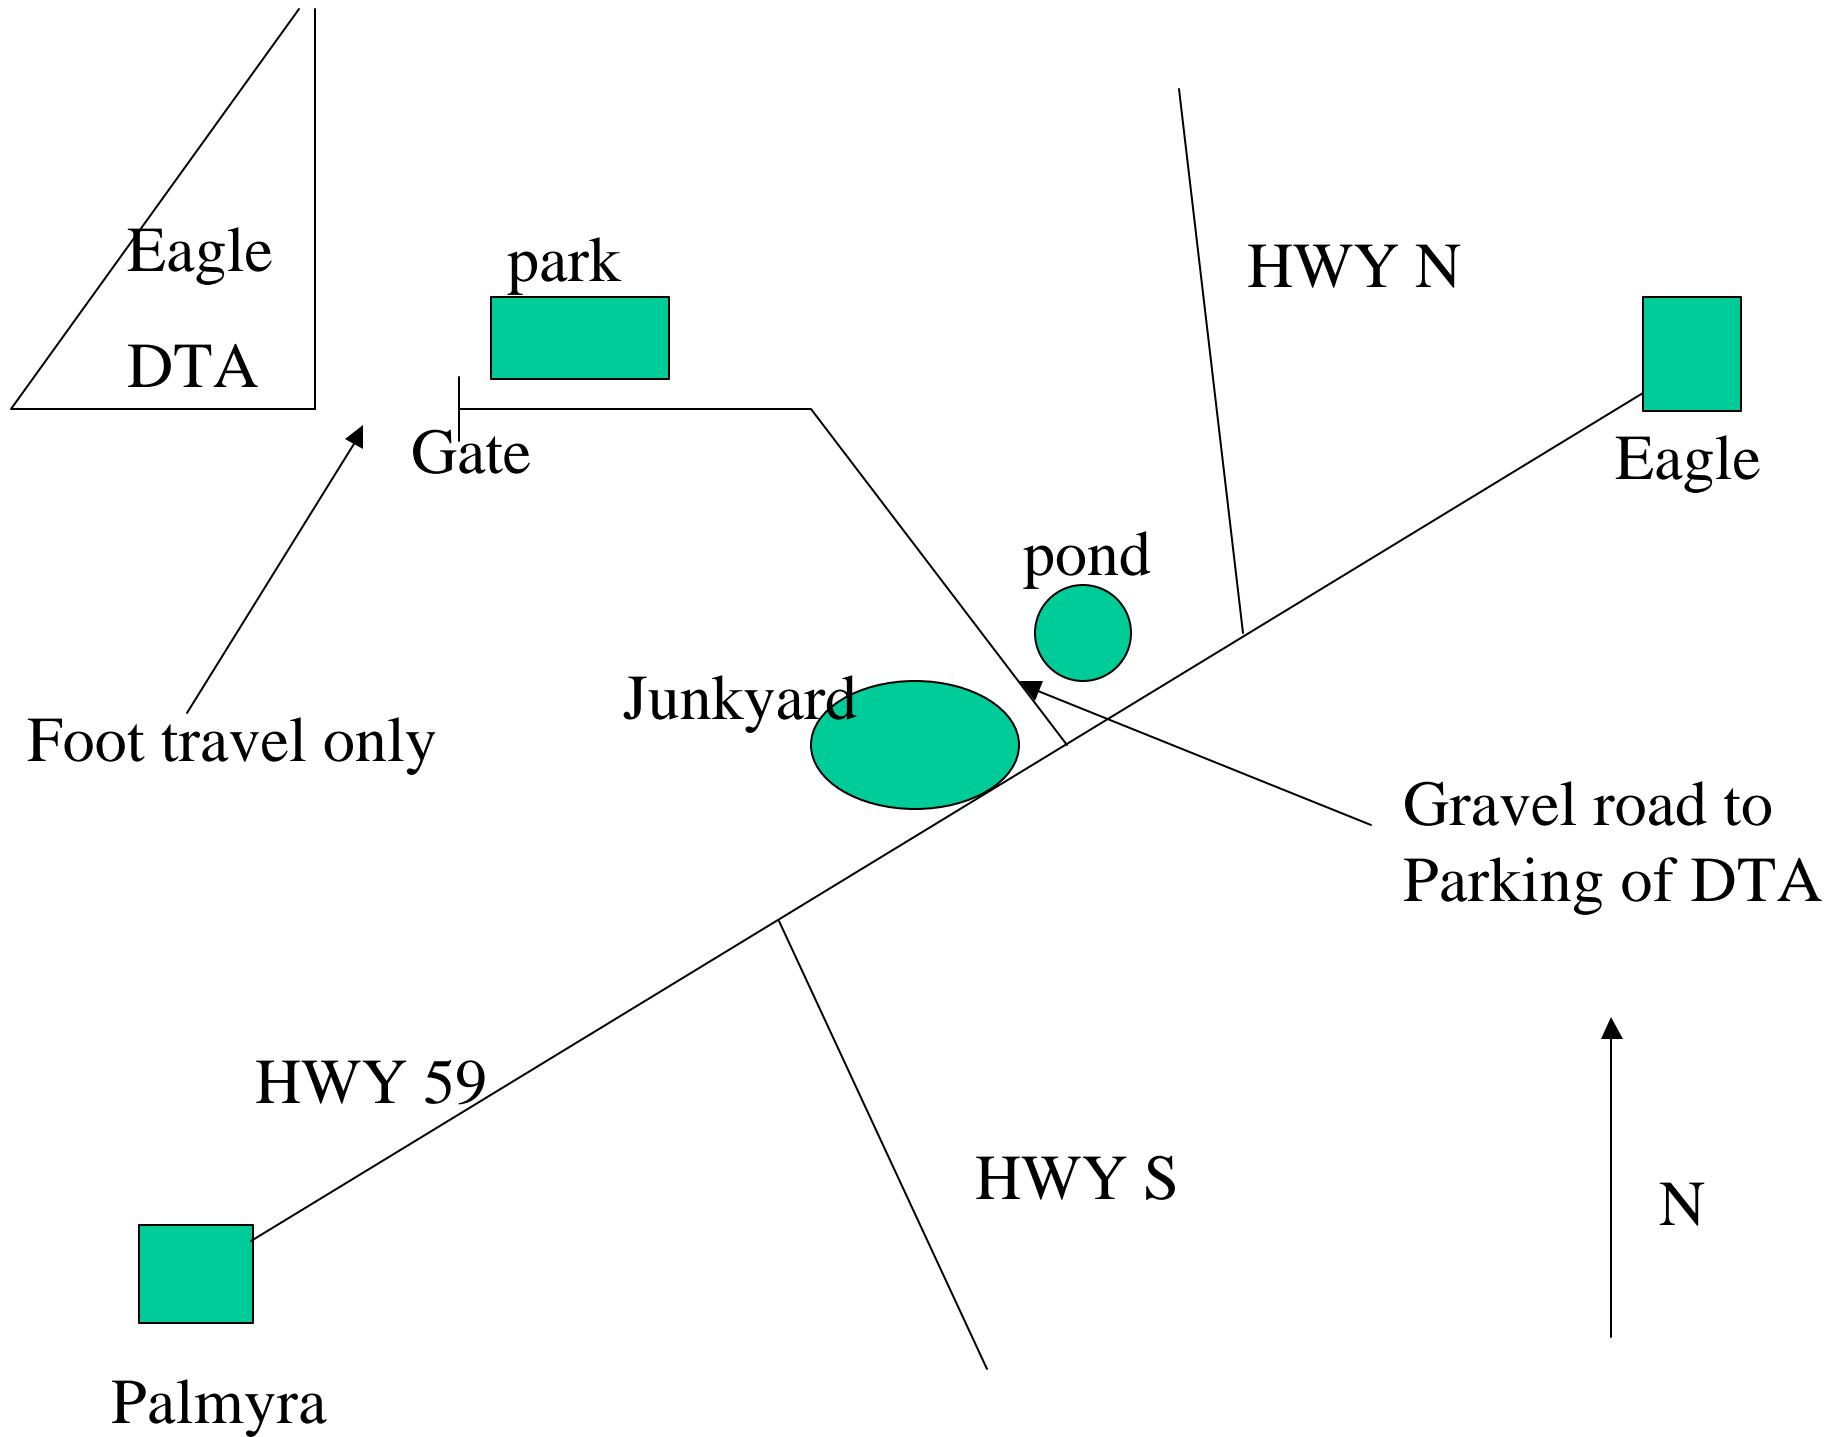 Eagle
DTA
park
HWY N
Gate
Eagle
pond
Junkyard
Foot travel only
Gravel road to
Parking of DTA
HWY 59
HWY S
N
Palmyra